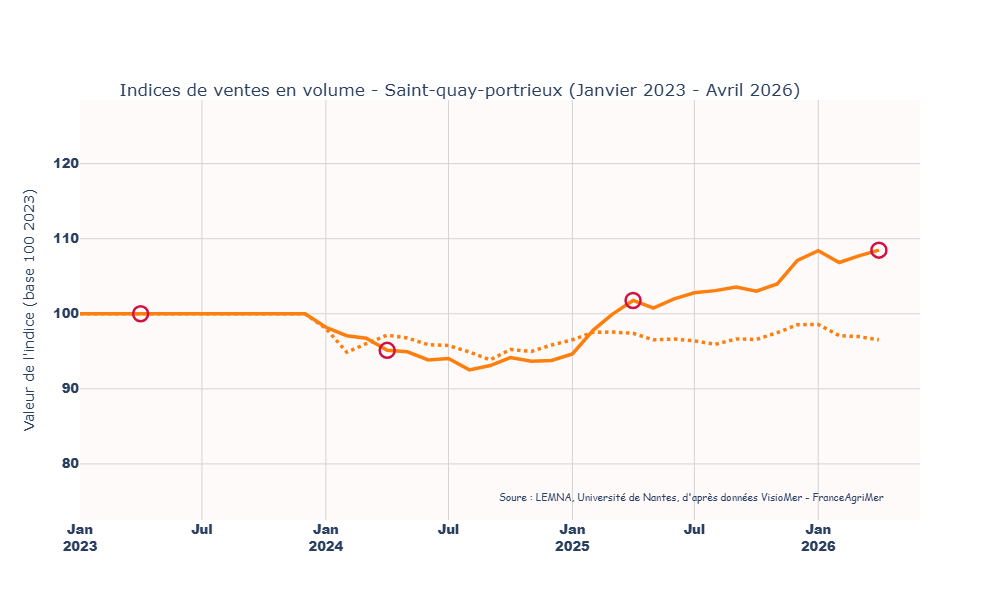 Indices de ventes en volume - Saint-quay-portrieux (Janvier 2023 - Avril 2026)
Valeur de l'indice (base 100 2023)
120
110
100
90
80
Soure : LEMNA, Université de Nantes, d'après données VisioMer - FranceAgriMer
Jan Jul Jan Jul Jan Jul Jan
2023 2024 2025 2026